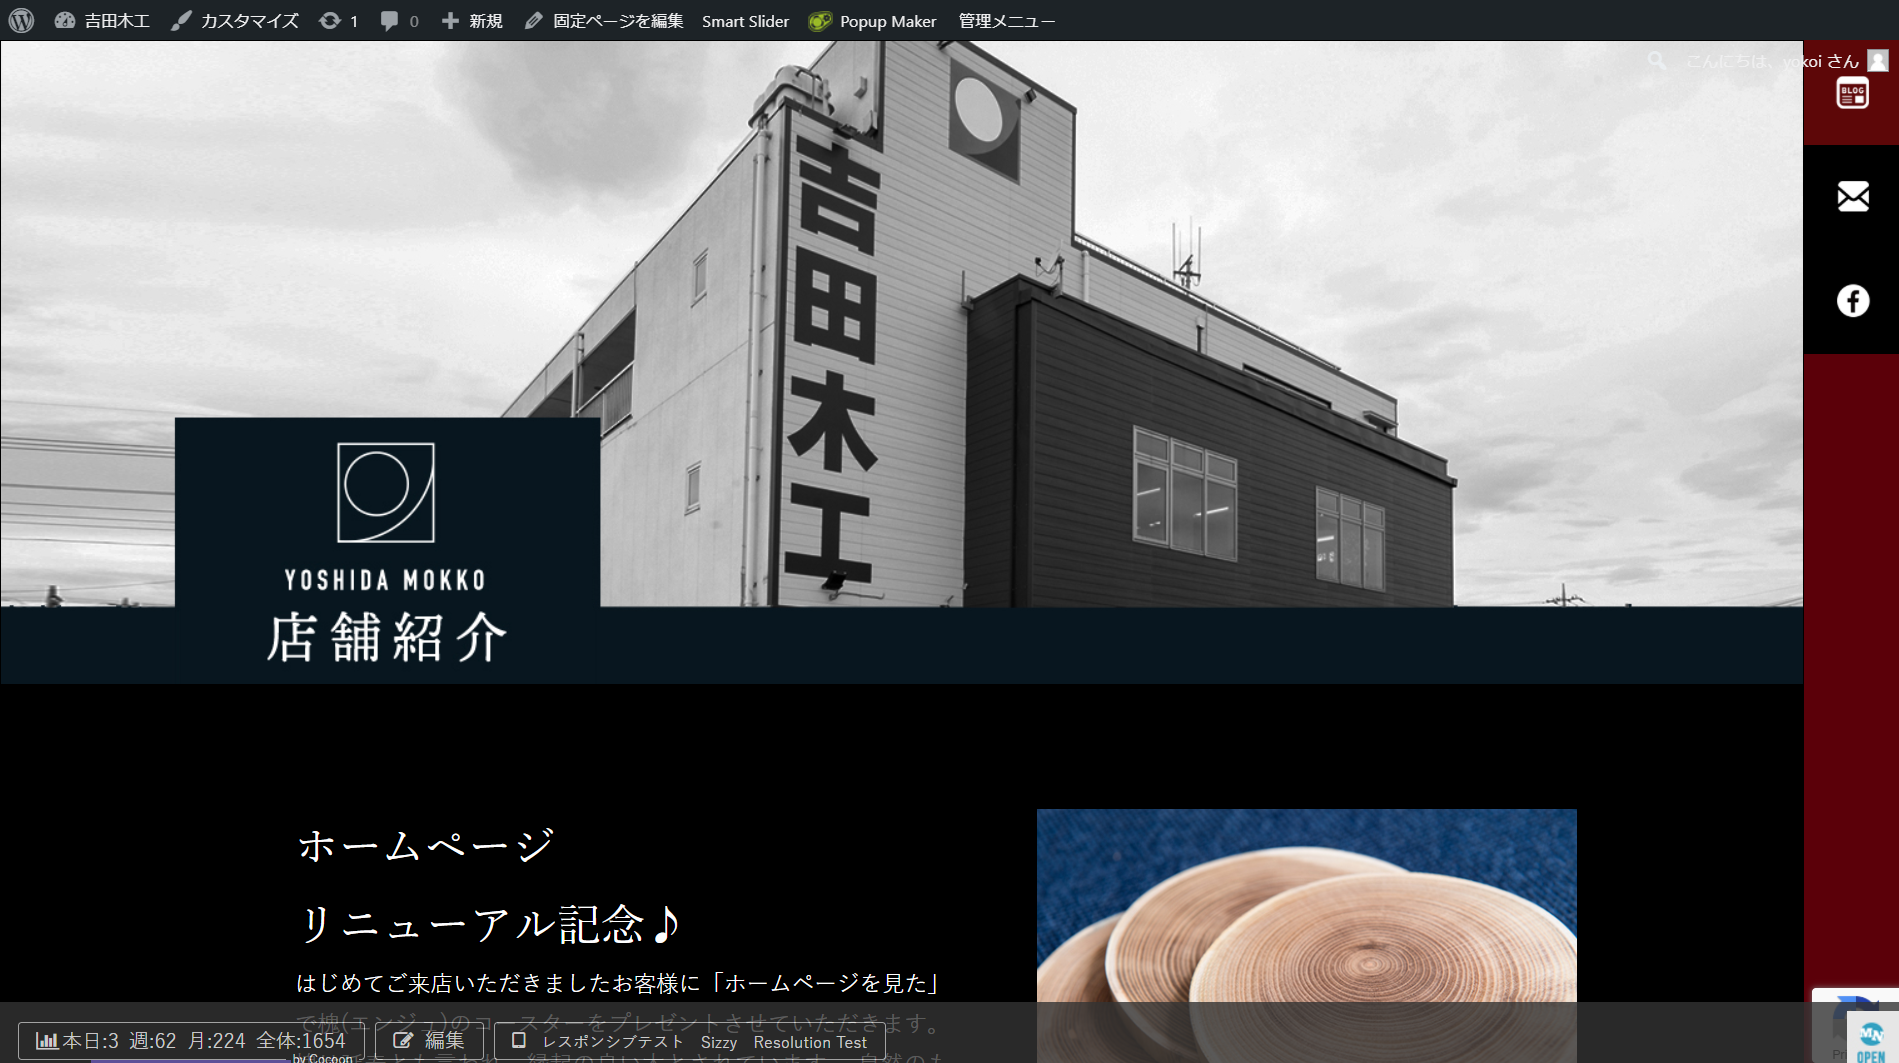 吉田木工 カスタマイズ 1 0 新規 固定ページを編集 Smart Slider Popup Maker 管理メニュー
こんにちは、yokoi さん
BLOG
吉田木工
YOSHIDA MOKKO
店舗紹介
ホームページ
リニューアル記念♪
はじめてご来店いただきましたお客様に「ホームページを見た」
で槐(エンジュ)のコースターをプレゼントさせていただきます。
本日:3 週:62 月:224 全体:1654 編集 レスポンシブテスト Sizzy Resolution Test
by Cocoon
MN
OPEN